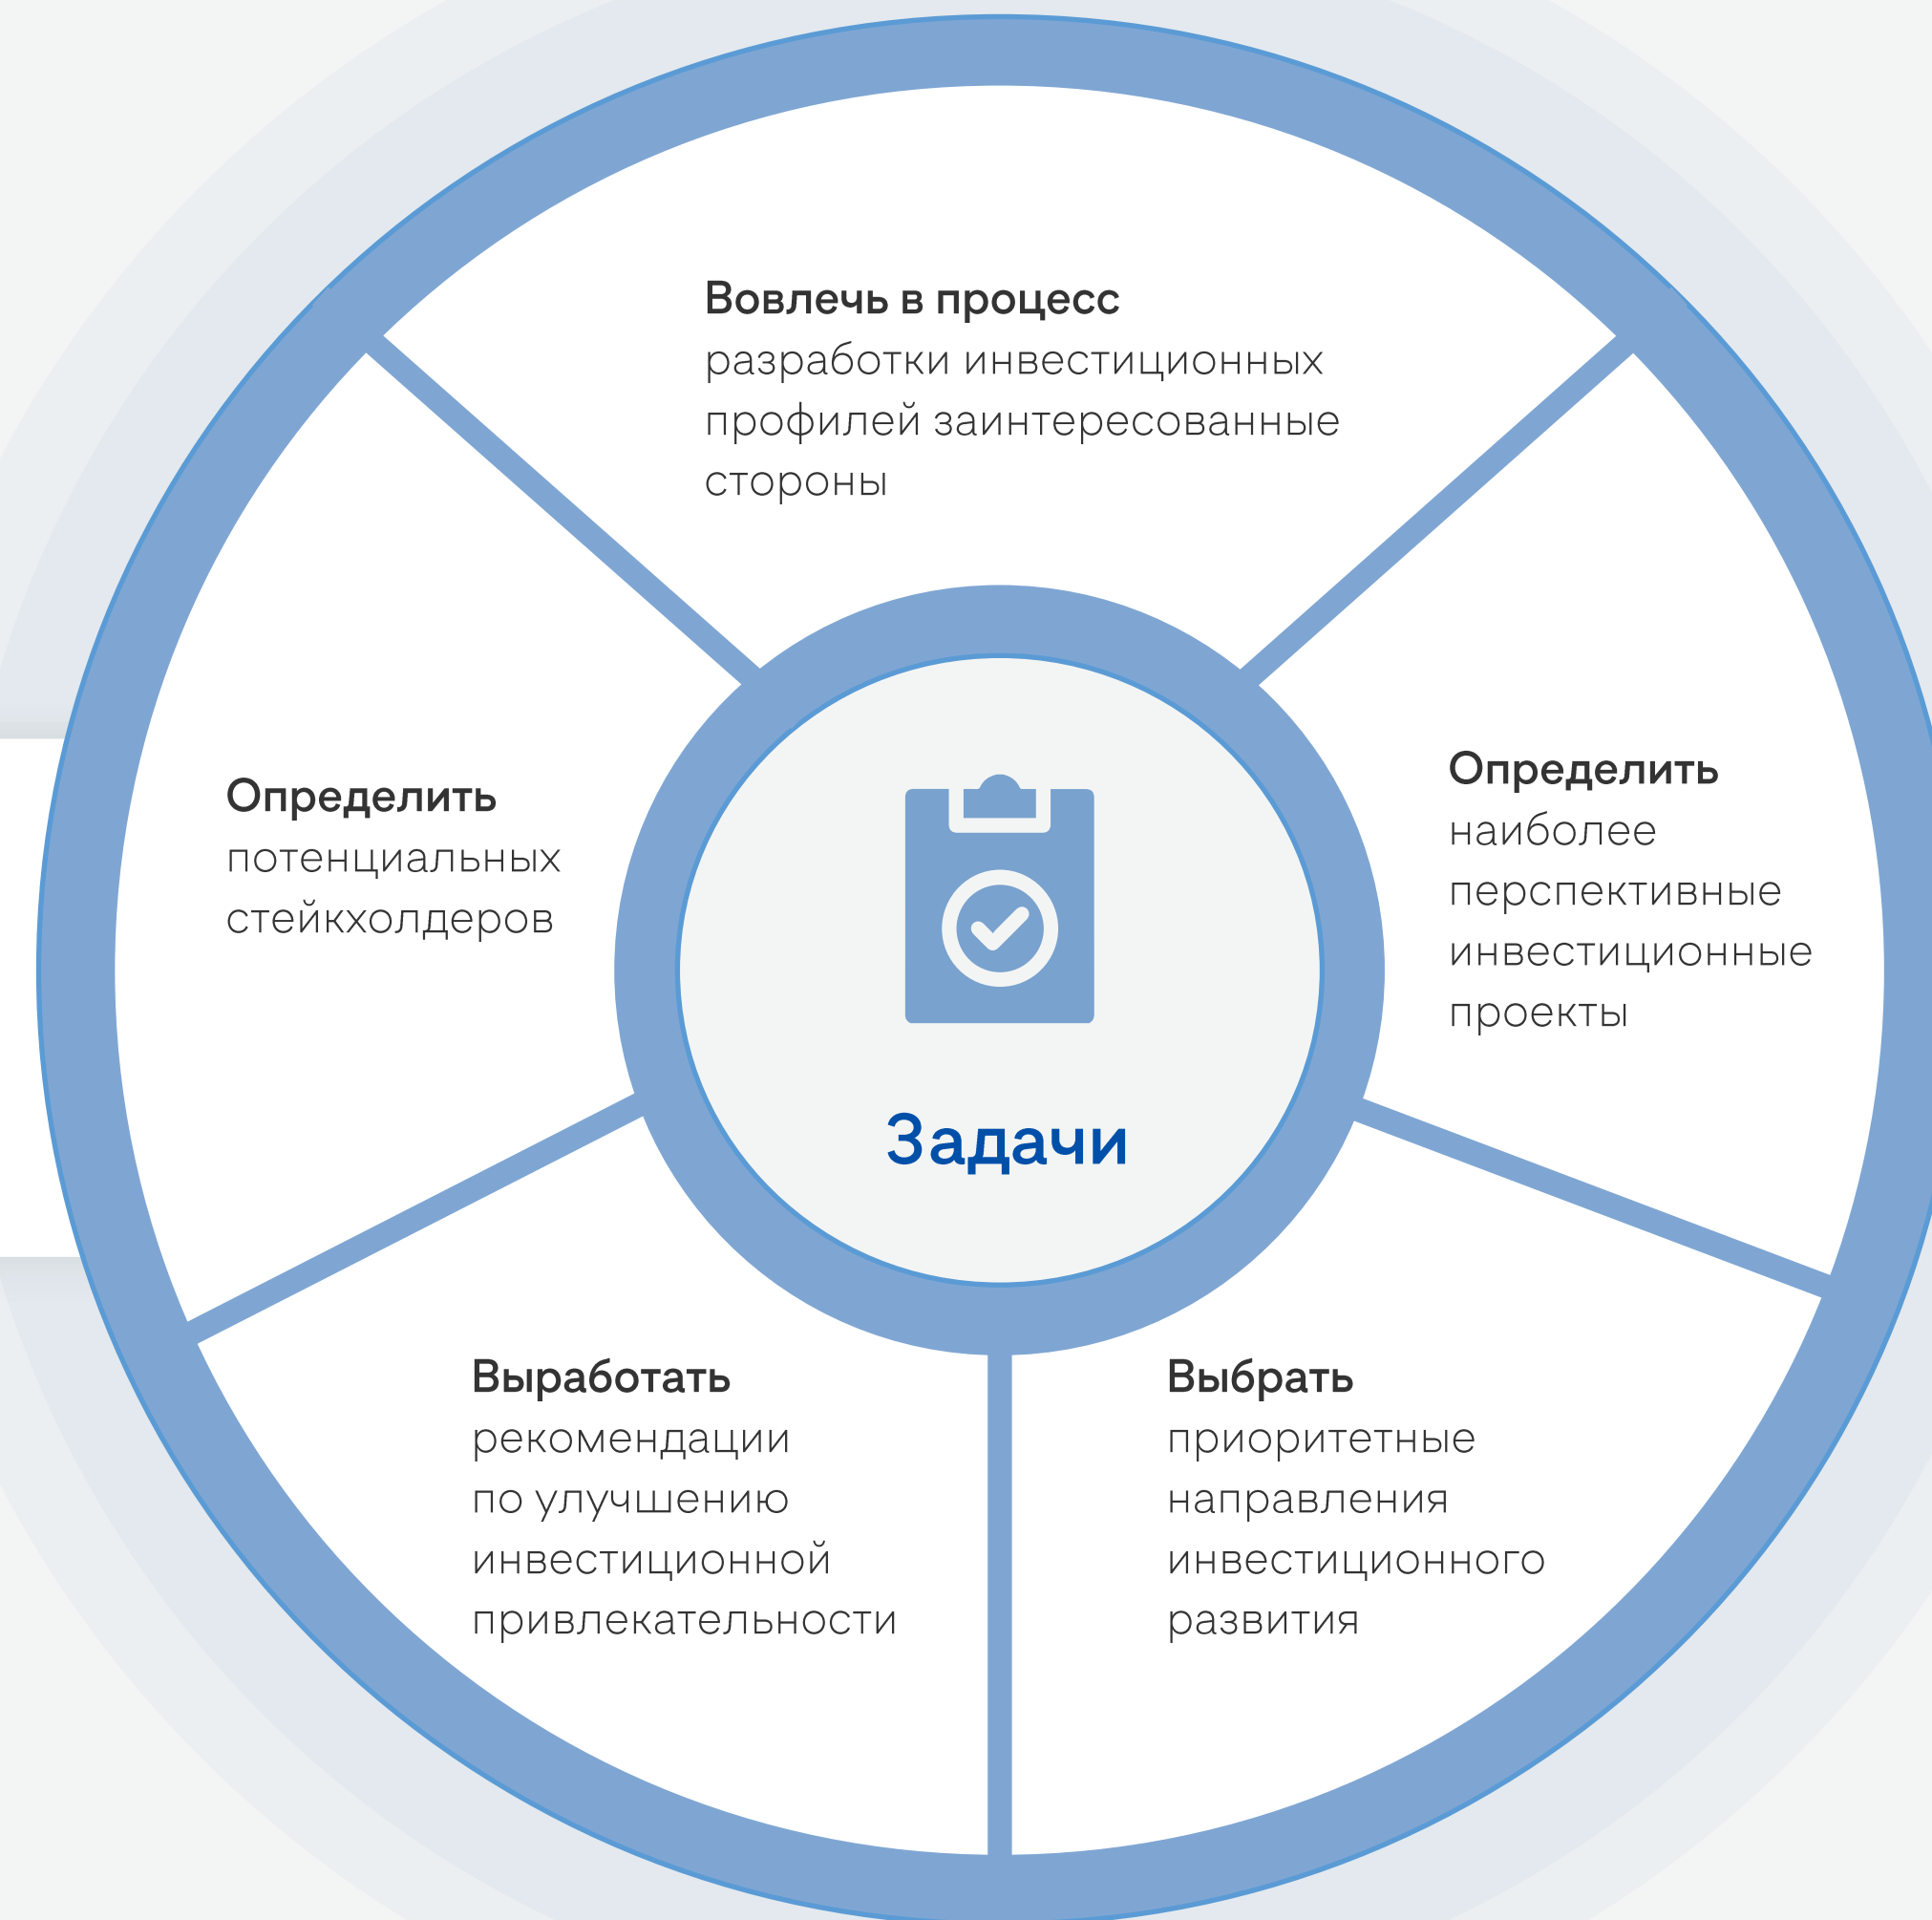 Вовлечь в процесс
разработки инвестиционных
профилей заинтересованные
стороны
Определить
потенциальных
стейкхолдеров
Определить
наиболее
перспективные
инвестиционные
проекты
Задачи
Выработать
рекомендации
по улучшению
инвестиционной
привлекательности
Выбрать
приоритетные
направления
инвестиционного
развития